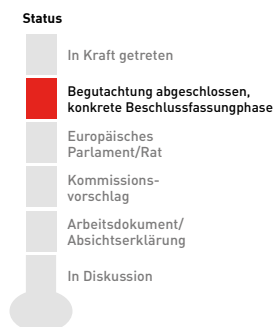 Status
In Kraft getreten
Begutachtung abgeschlossen,
konkrete Beschlussfassungphase
Europäisches
Parlament/Rat
Kommissions-
vorschlag
Arbeitsdokument/
Absichtserklärung
In Diskussion